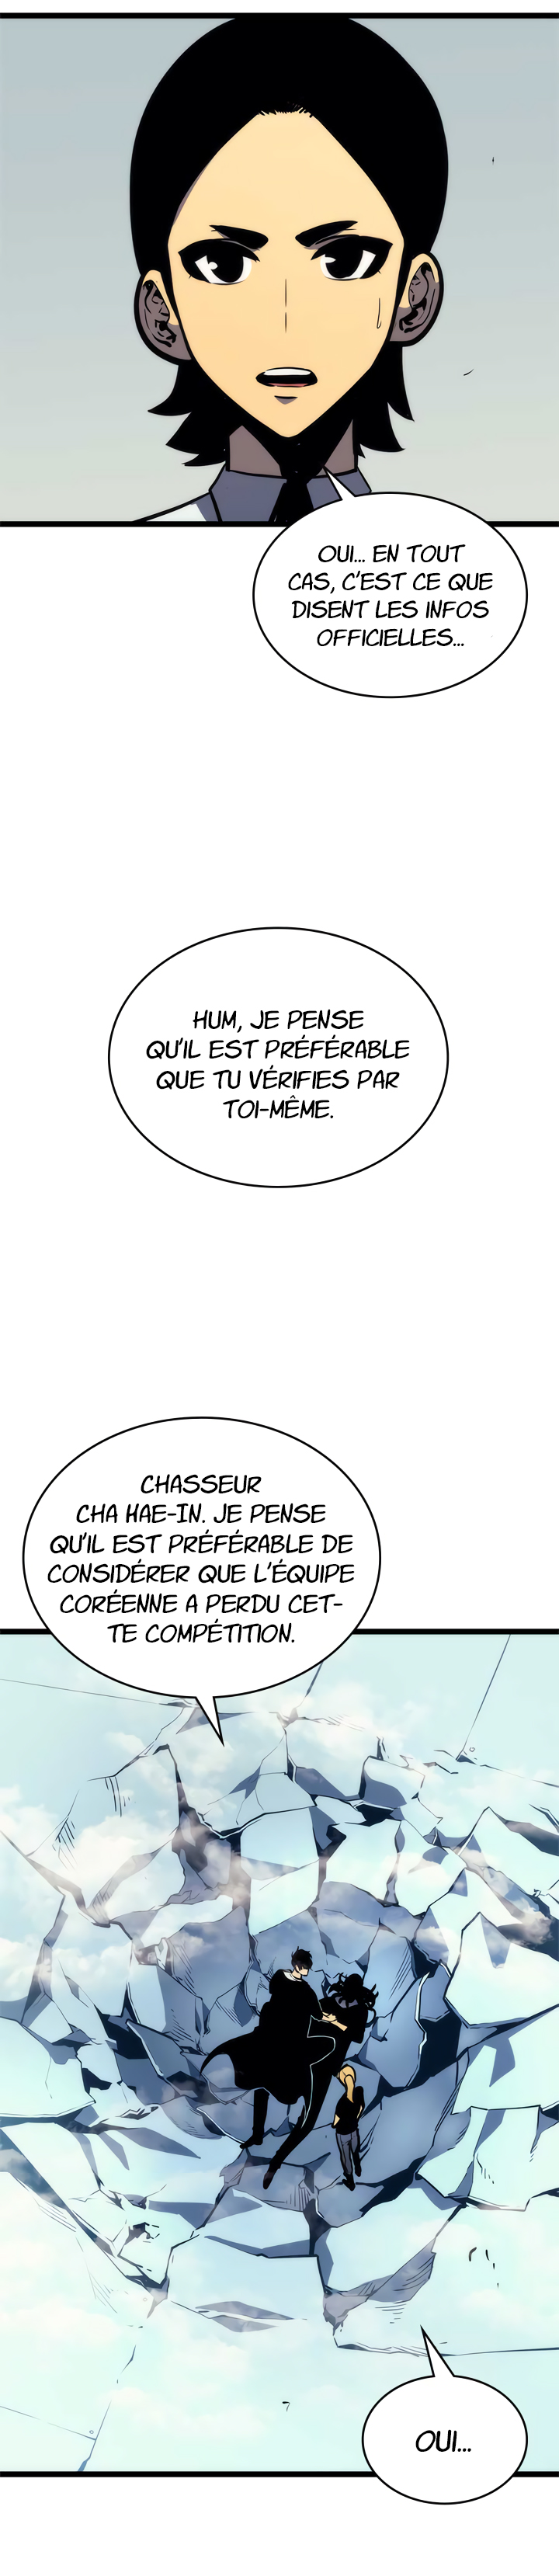 OUI... EN TOUT
CAS, C'EST CE QUE
DISENT LES INFOS
OFFICIELLES...
HUM, JE PENSE
QU'IL EST PRÉFÉRABLE
QUE TU VÉRIFIES PAR
TOI-MÊME.
CHASSEUR
CHA HAE-IN. JE PENSE
QU'IL EST PRÉFÉRABLE DE
CONSIDÉRER QUE L'ÉQUIPE
CORÉENNE A PERDU CET-
TE COMPÉTITION.
OUI...